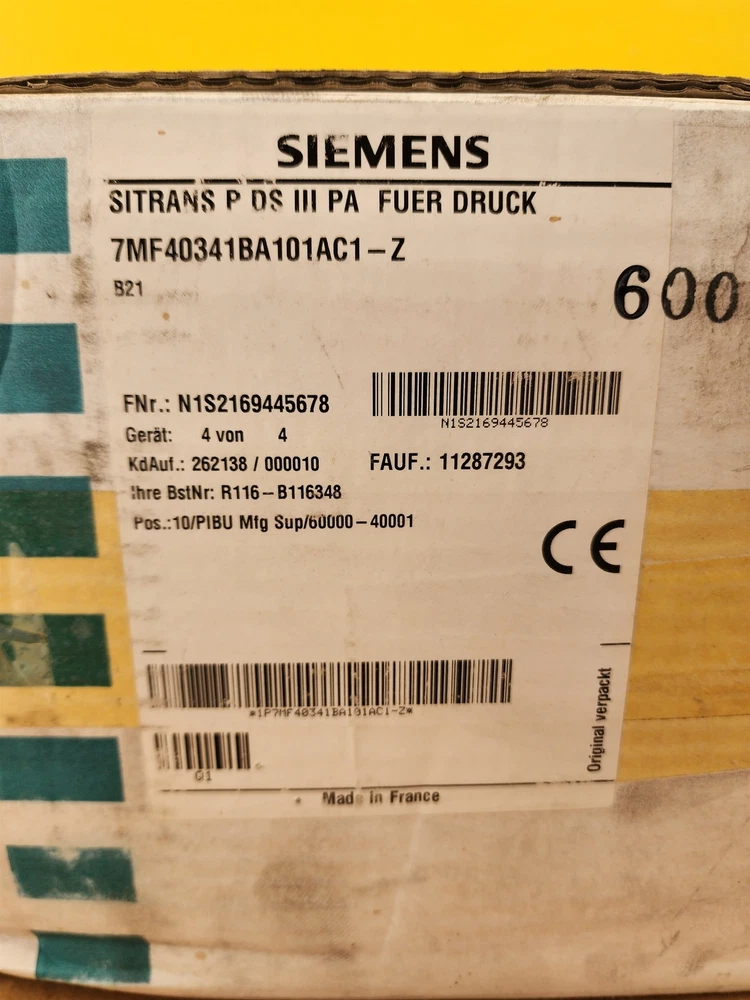 SIEMENS
SITRANS P DS III PA FUER DRUCK
7MF40341BA101AC1-Z
B21
600
FNr.: N1S2169445678
N1S2169445678
Gerät: 4 von 4
KdAuf.: 262138 / 000010 FAUF.: 11287293
Ihre BstNr: R116-B116348
Pos.:10/PIBU Mfg Sup/60000-40001
CE
*1P7MF40341BA101AC1-Z*
Q1
Original verpackt
Made in France